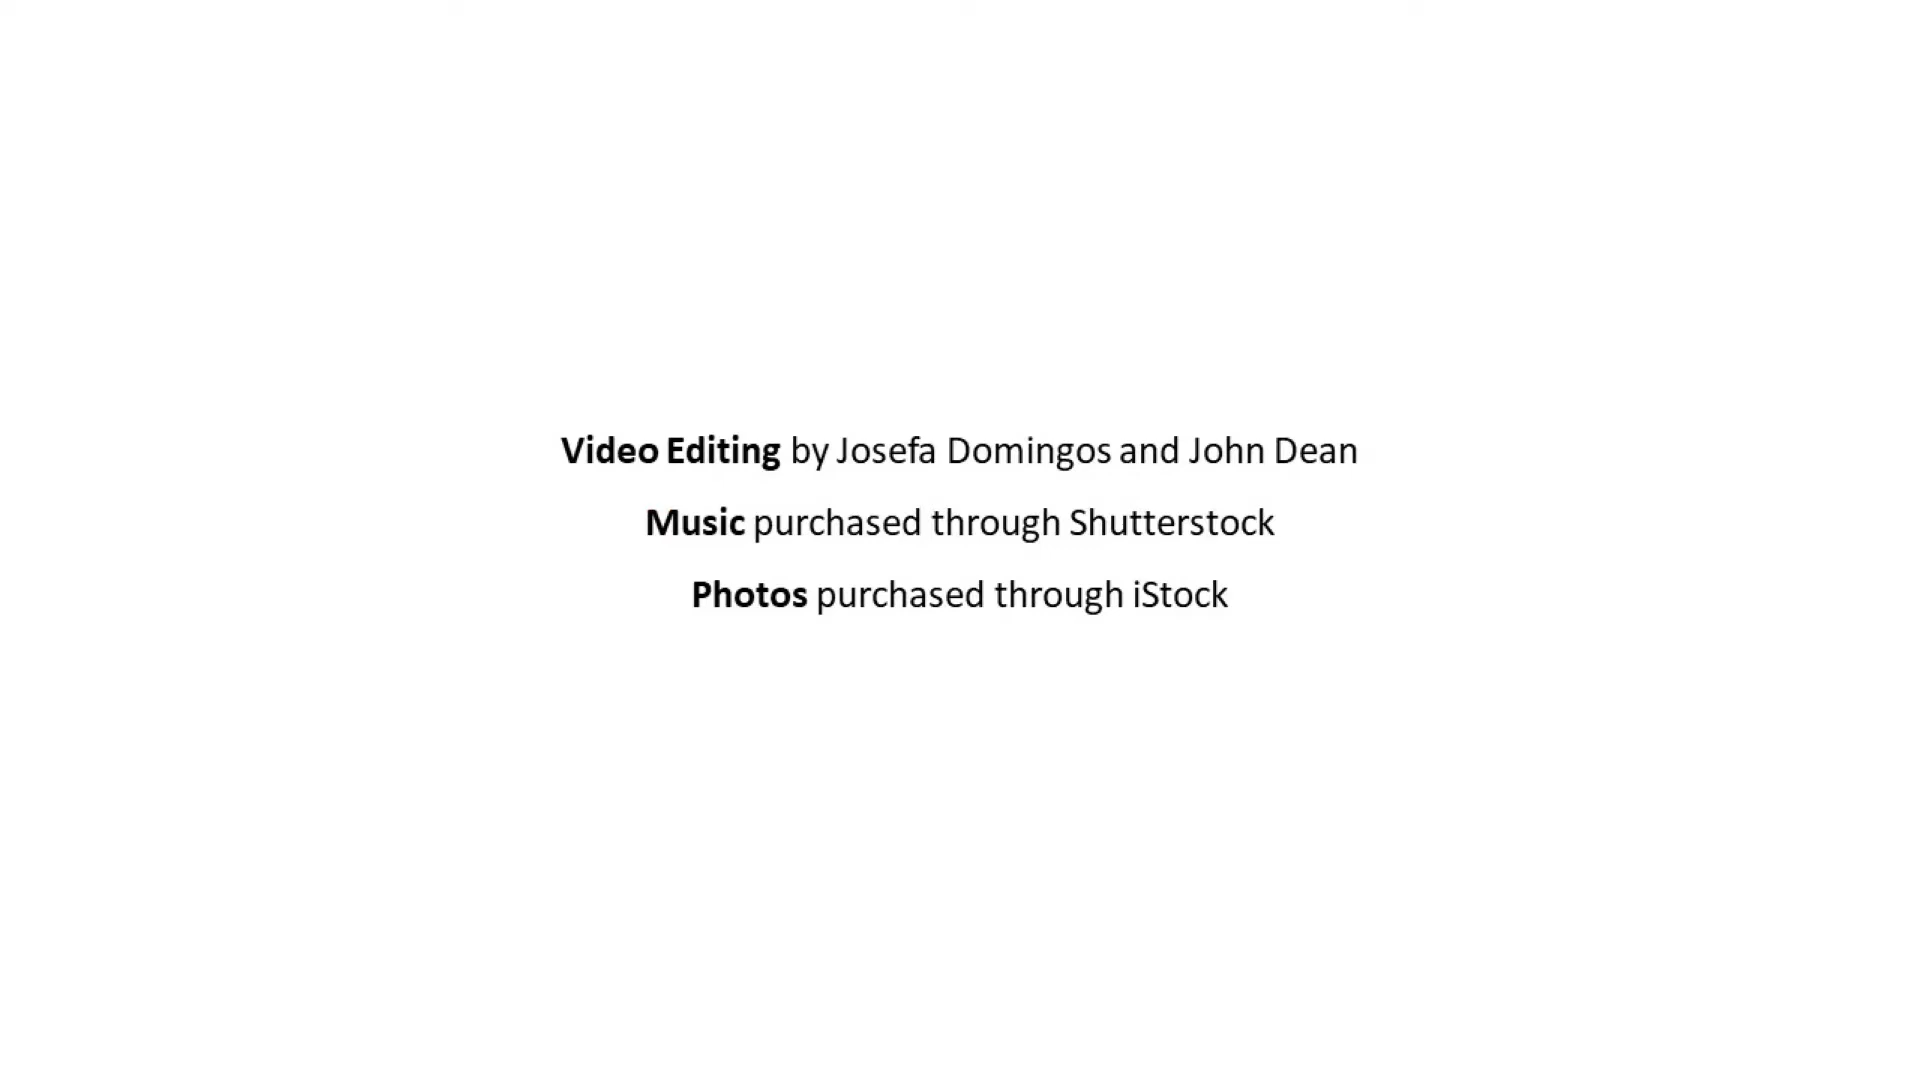 Video Editing by Josefa Domingos and John Dean
Music purchased through Shutterstock
Photos purchased through iStock